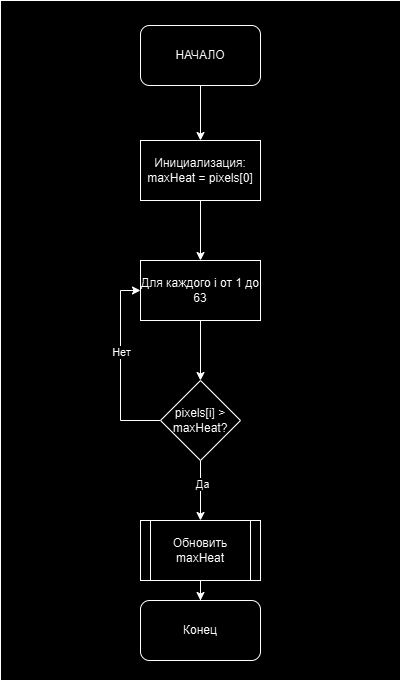 НАЧАЛО
Инициализация:
maxHeat = pixels[0]
Для каждого i от 1 до
63
Нет
pixels[i] >
maxHeat?
Да
Обновить
maxHeat
Конец